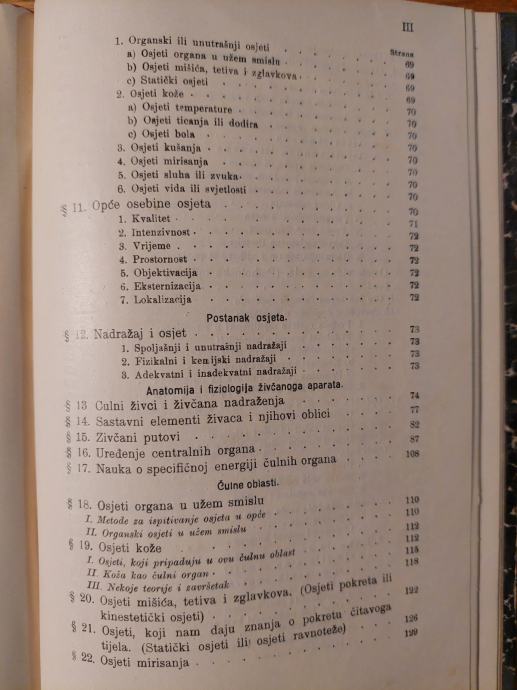 III
Strana
1. Organski ili unutrašnji osjeti
a) Osjeti organa u užem smislu 69
b) Osjeti mišića, tetiva i zglavkova 69
c) Statički osjeti 69
2. Osjeti kože 69
a) Osjeti temperature 70
b) Osjeti ticanja ili dodira 70
c) Osjeti bola 70
3. Osjeti kušanja 70
4. Osjeti mirisanja 70
5. Osjeti sluha ili zvuka 70
6. Osjeti vida ili svjetlosti 70
§ 11. Opće osebine osjeta 70
1. Kvalitet 71
2. Intenzivnost 72
3. Vrijeme 72
4. Prostornost 72
5. Objektivacija 72
6. Eksternizacija 72
7. Lokalizacija 72
Postanak osjeta.
§ 12. Nadražaj i osjet 73
1. Spoljašnji i unutrašnji nadražaji 73
2. Fizikalni i kemijski nadražaji 73
3. Adekvatni i inadekvatni nadražaji
Anatomija i fiziologija živčanoga aparata.
§ 13 Čulni živci i živčana nadraženja 74
§ 14. Sastavni elementi živaca i njihovi oblici 77
§ 15. Zivčani putovi 82
§ 16. Uređenje centralnih organa 87
§ 17. Nauka o specifičnoj energiji čulnih organa 108
Čulne oblasti.
§ 18. Osjeti organa u užem smislu 110
I. Metode za ispitivanje osjeta u opće 110
II. Organski osjeti u užem smislu 112
§ 19. Osjeti kože 112
I. Osjeti, koji pripadaju u ovu čulnu oblast 115
II. Koža kao čulni organ 118
III. Nekoje teorije i završetak
§ 20. Osjeti mišića, tetiva i zglavkova. (Osjeti pokreta ili
kinestetički osjeti) 122
§ 21. Osjeti, koji nam daju znanja o pokretu čitavoga
tijela. (Statički osjeti ili osjeti ravnoteže) 126
§ 22. Osjeti mirisanja 129